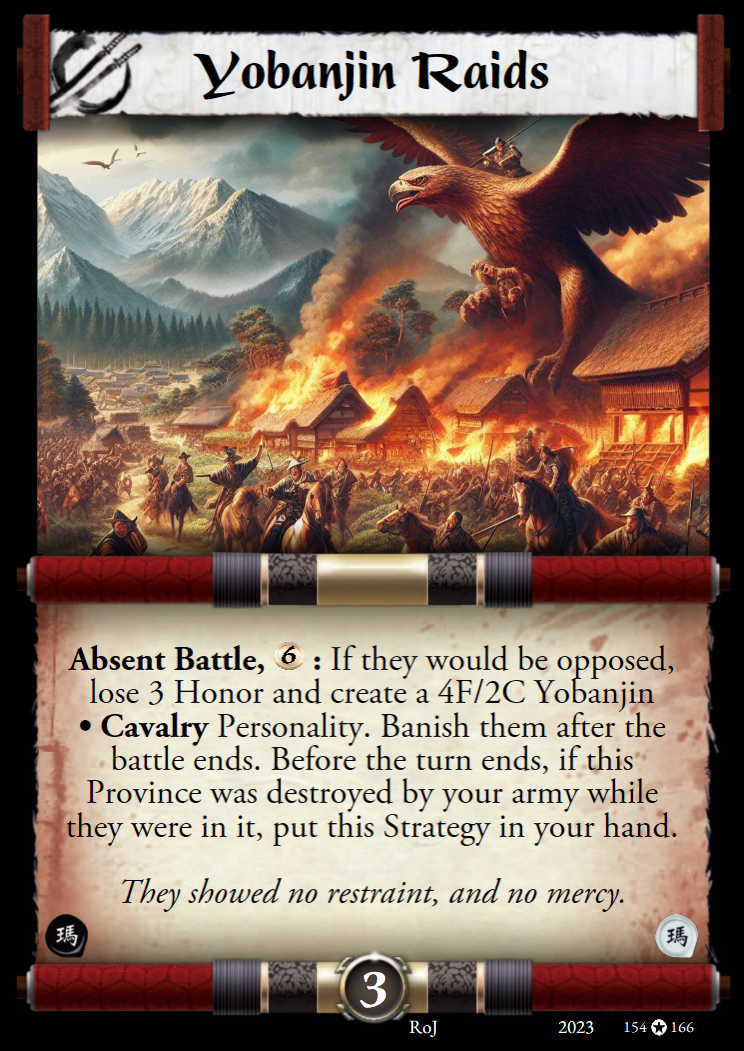 Yobanjin Raids
Absent Battle, 6 : If they would be opposed,
lose 3 Honor and create a 4F/2C Yobanjin
• Cavalry Personality. Banish them after the
battle ends. Before the turn ends, if this
Province was destroyed by your army while
they were in it, put this Strategy in your hand.
They showed no restraint, and no mercy.
瑪
瑪
3
RoJ 2023 154 ✪ 166